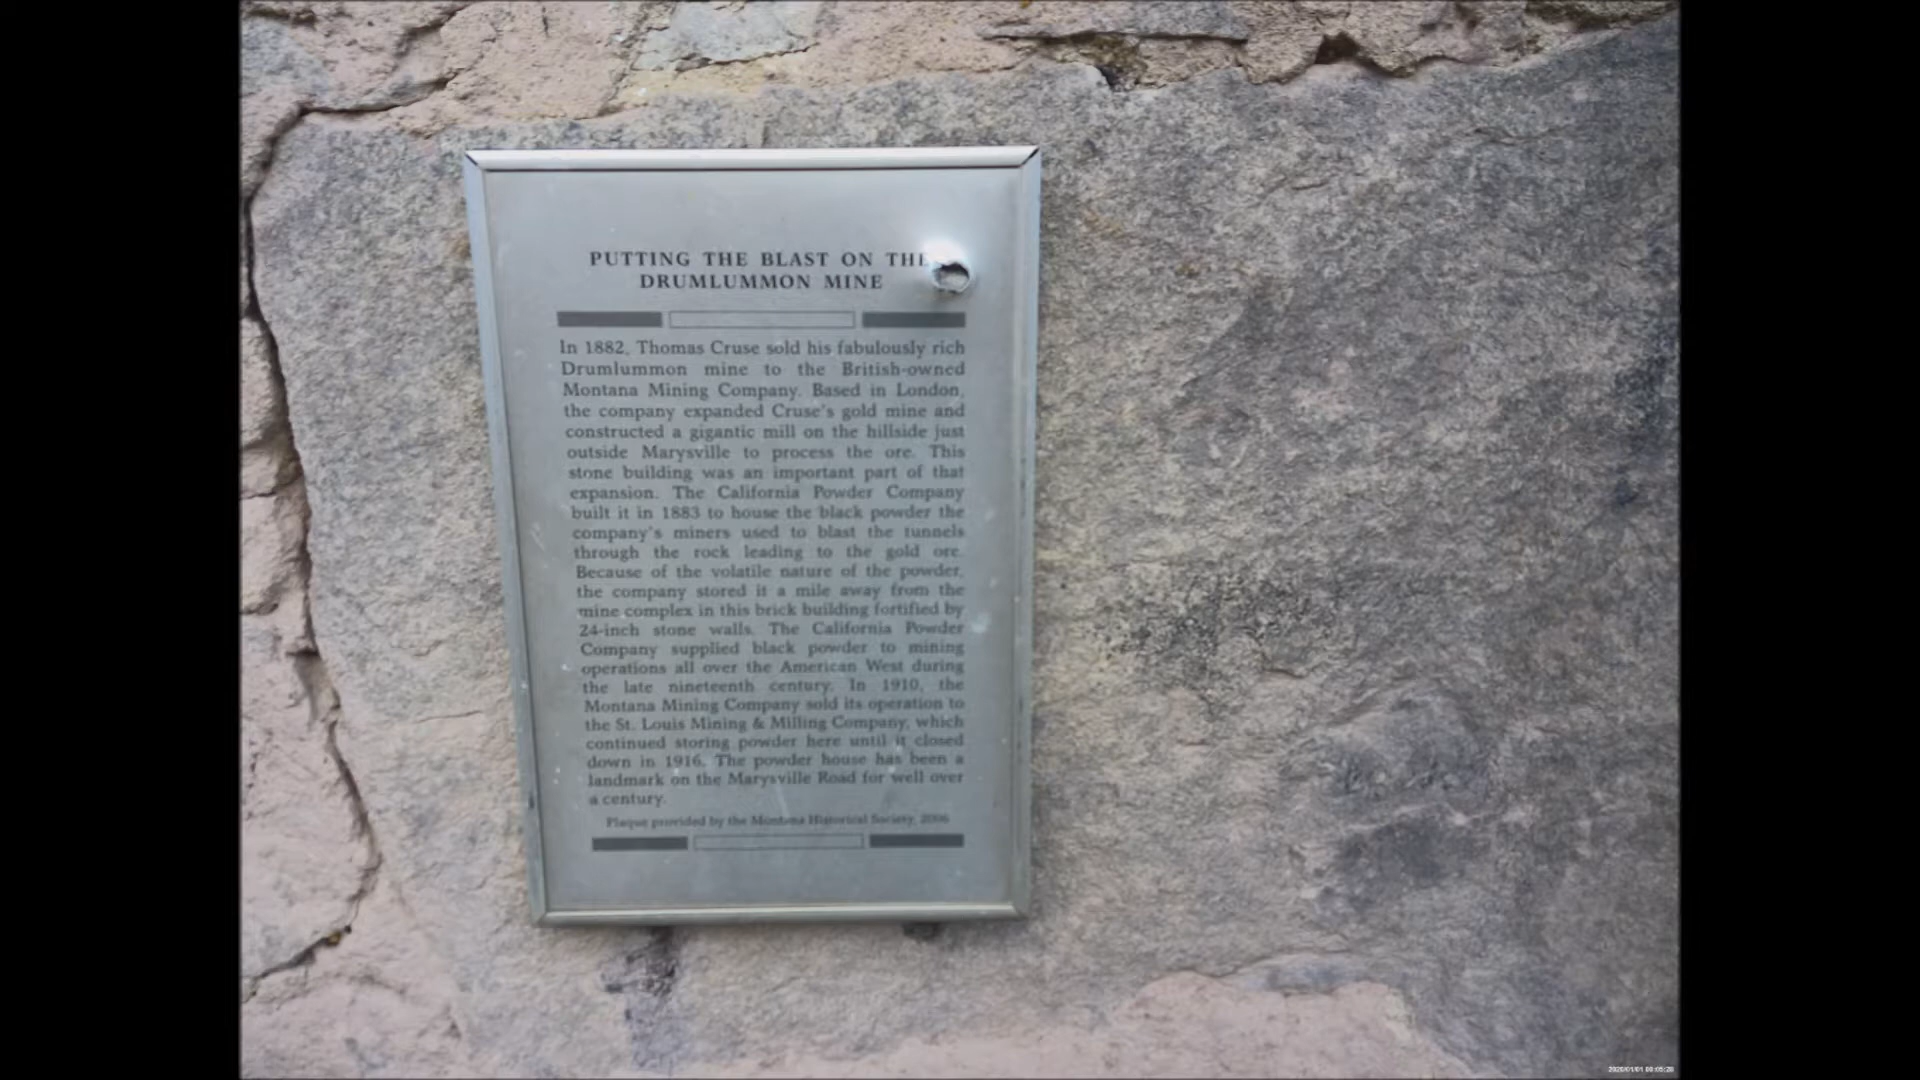 PUTTING THE BLAST ON THE
DRUMLUMMON MINE
In 1882, Thomas Cruse sold his fabulously rich
Drumlummon mine to the British-owned
Montana Mining Company. Based in London,
the company expanded Cruse's gold mine and
constructed a gigantic mill on the hillside just
outside Marysville to process the ore. This
stone building was an important part of that
expansion. The California Powder Company
built it in 1883 to house the black powder the
company's miners used to blast the tunnels
through the rock leading to the gold ore.
Because of the volatile nature of the powder,
the company stored it a mile away from the
mine complex in this brick building fortified by
24-inch stone walls. The California Powder
Company supplied black powder to mining
operations all over the American West during
the late nineteenth century. In 1910, the
Montana Mining Company sold its operation to
the St. Louis Mining & Milling Company, which
continued storing powder here until it closed
down in 1916. The powder house has been a
landmark on the Marysville Road for well over
a century.
Plaque provided by the Montana Historical Society, 2006